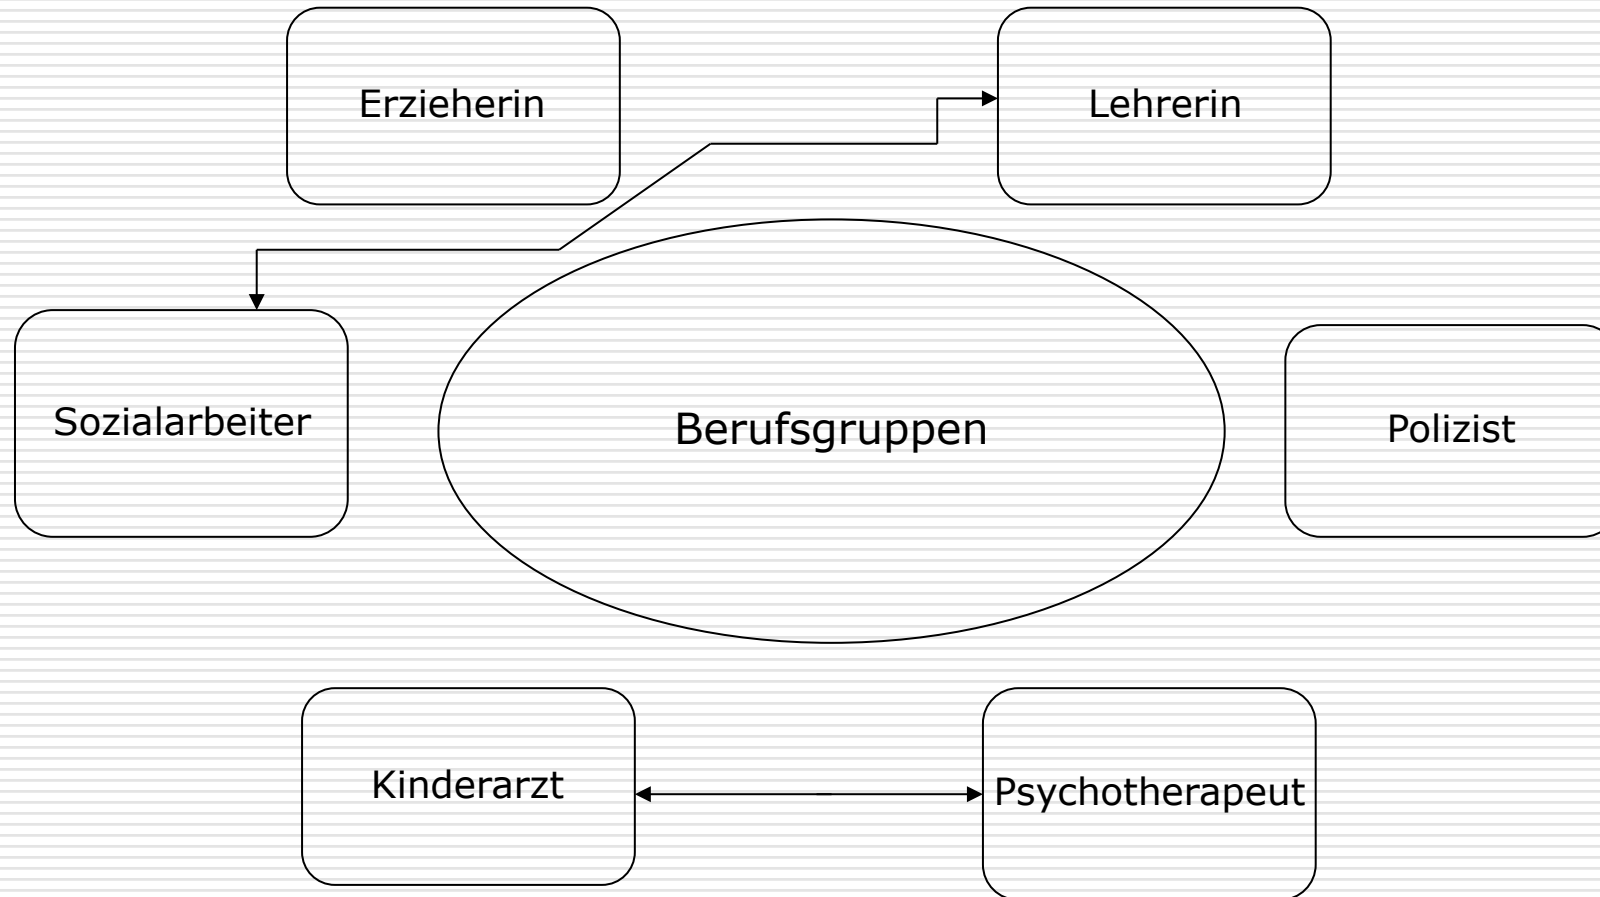 Erzieherin
Lehrerin
Sozialarbeiter
Berufsgruppen
Polizist
Kinderarzt
Psychotherapeut